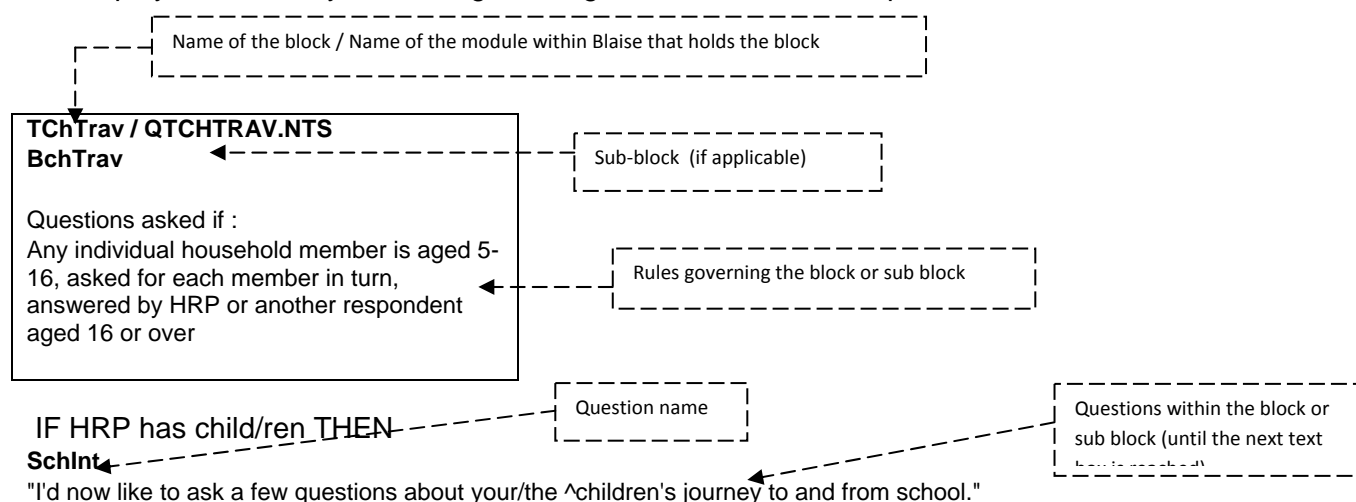 Name of the block / Name of the module within Blaise that holds the block
TChTrav / QTCHTRAV.NTS
BchTrav
Sub-block (if applicable)
Questions asked if :
Any individual household member is aged 5-
16, asked for each member in turn,
answered by HRP or another respondent
aged 16 or over
Rules governing the block or sub block
IF HRP has child/ren THEN
Question name
Questions within the block or
sub block (until the next text
SchInt
"I'd now like to ask a few questions about your/the ^children's journey to and from school."